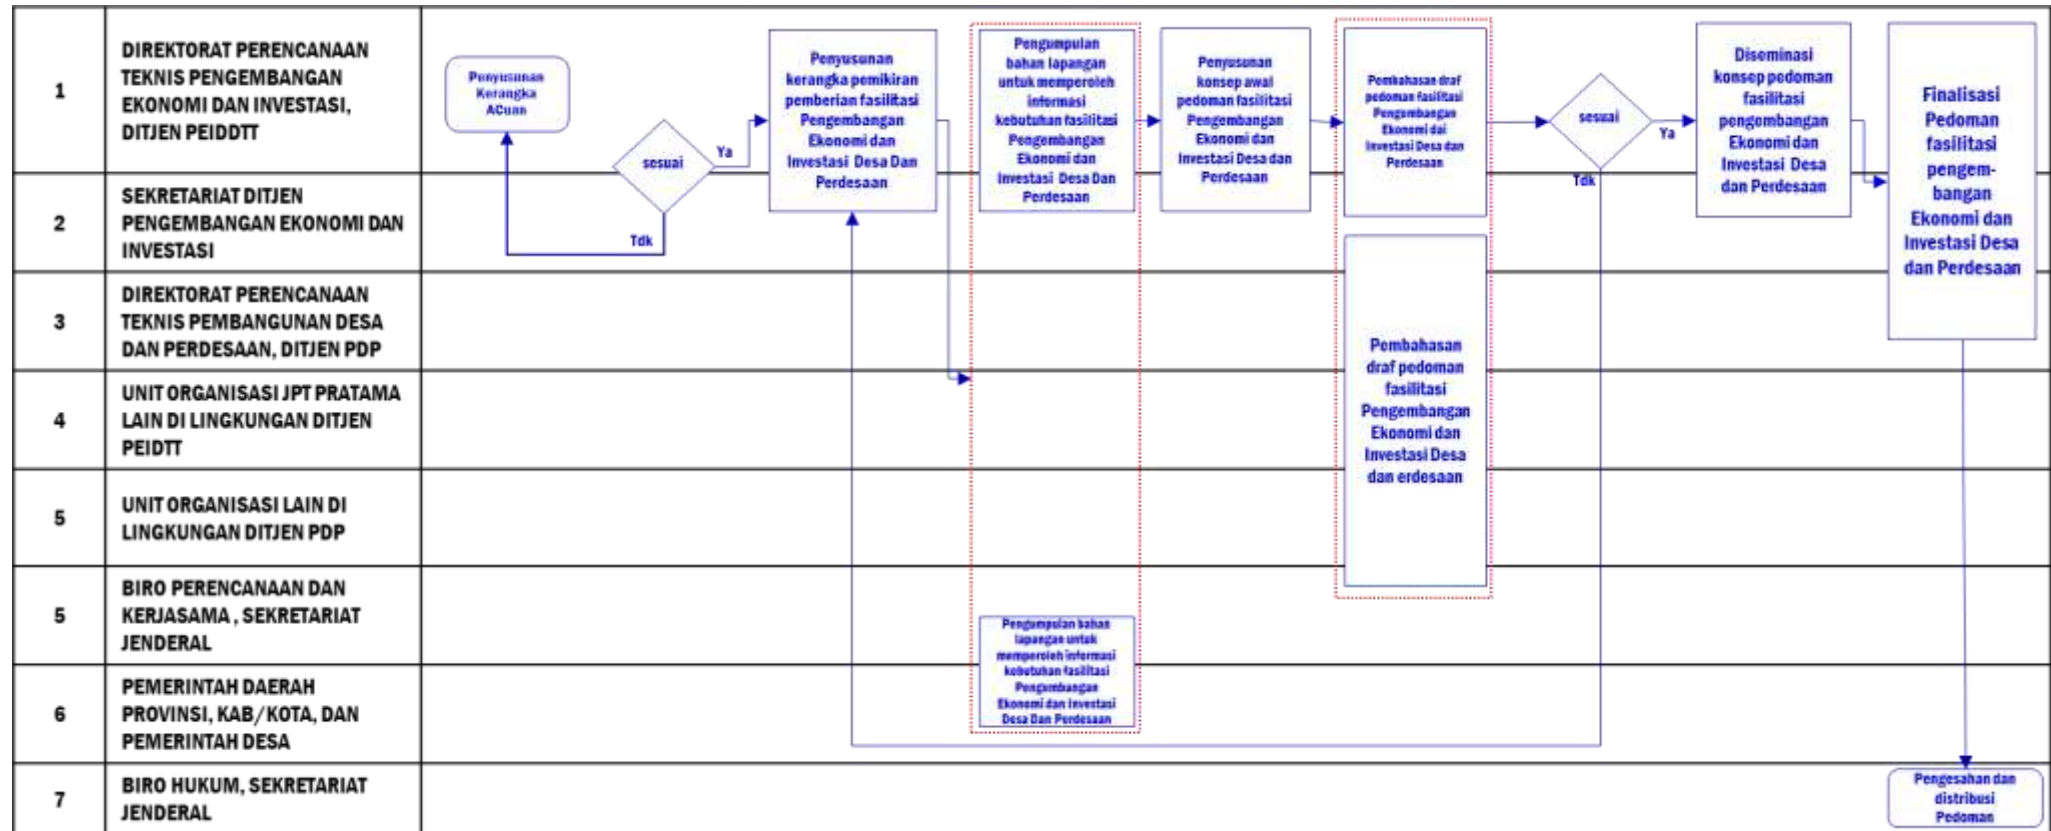 1
DIREKTORAT PERENCANAAN
TEKNIS PENGEMBANGAN
EKONOMI DAN INVESTASI,
DITJEN PEIDDTT
2
SEKRETARIAT DITJEN
PENGEMBANGAN EKONOMI DAN
INVESTASI
3
DIREKTORAT PERENCANAAN
TEKNIS PEMBANGUNAN DESA
DAN PERDESAAN, DITJEN PDP
4
UNIT ORGANISASI JPT PRATAMA
LAIN DI LINGKUNGAN DITJEN
PEIDTT
5
UNIT ORGANISASI LAIN DI
LINGKUNGAN DITJEN PDP
5
BIRO PERENCANAAN DAN
KERJASAMA , SEKRETARIAT
JENDERAL
6
PEMERINTAH DAERAH
PROVINSI, KAB/KOTA, DAN
PEMERINTAH DESA
7
BIRO HUKUM, SEKRETARIAT
JENDERAL
Penyusunan
Kerangka
ACuan
sesuai
Ya
Tdk
Penyusunan
kerangka pemikiran
pemberian fasilitasi
Pengembangan
Ekonomi dan
Investasi Desa Dan
Perdesaan
Pengumpulan
bahan lapangan
untuk memperoleh
informasi
kebutuhan fasilitasi
Pengembangan
Ekonomi dan
Investasi Desa Dan
Perdesaan
Pengumpulan bahan
lapangan untuk
memperoleh informasi
kebutuhan fasilitasi
Pengembangan
Ekonomi dan Investasi
Desa Dan Perdesaan
Penyusunan
konsep awal
pedoman fasilitasi
Pengembangan
Ekonomi dan
Investasi Desa dan
Perdesaan
Pembahasan draf
pedoman fasilitasi
Pengembangan
Ekonomi dai
Investasi Desa dan
Perdesaan
Pembahasan
draf pedoman
fasilitasi
Pengembangan
Ekonomi dan
Investasi Desa
dan erdesaan
sesuai
Ya
Tdk
Diseminasi
konsep pedoman
fasilitasi
pengembangan
Ekonomi dan
Investasi Desa
dan Perdesaan
Finalisasi
Pedoman
fasilitasi
pengem-
bangan
Ekonomi dan
Investasi Desa
dan Perdesaan
Pengesahan dan
distribusi
Pedoman